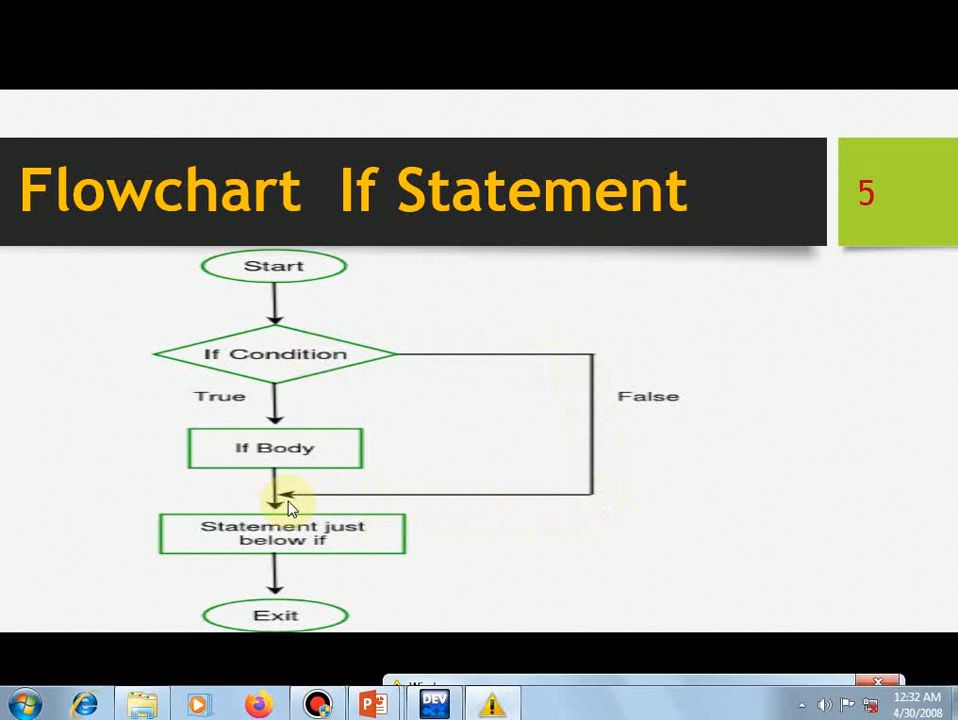 Flowchart If Statement
5
Start
If Condition
True
False
If Body
Statement just
below if
Exit
DEV
12:32 AM
4/30/2008